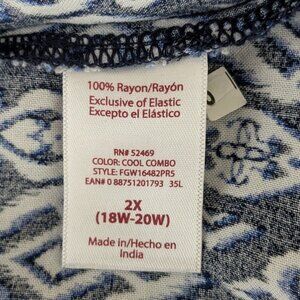 100% Rayon/Rayón
Exclusive of Elastic
Excepto el Elástico
RN# 52469
COLOR: COOL COMBO
STYLE: FGW16482PR5
EAN# 0 88751201793 35L
2X
(18W-20W)
Made in/Hecho en
India